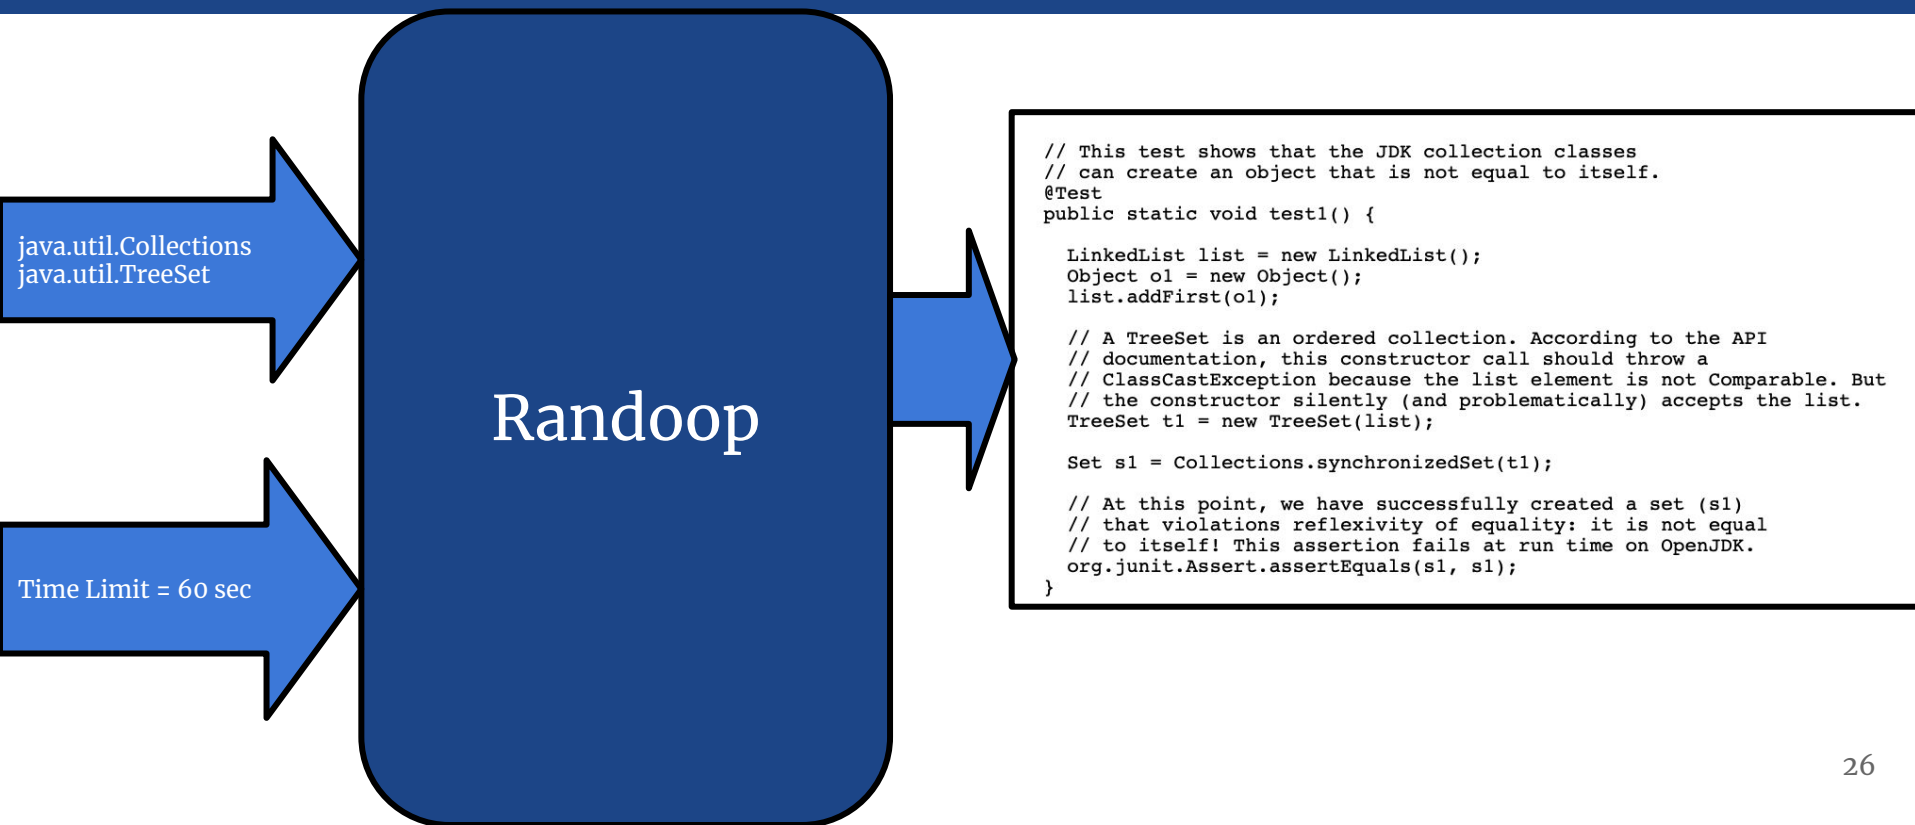 java.util.Collections
java.util.TreeSet
Time Limit = 60 sec
Randoop
// This test shows that the JDK collection classes
// can create an object that is not equal to itself.
@Test
public static void test1() {
LinkedList list = new LinkedList();
Object o1 = new Object();
list.addFirst(o1);
// A TreeSet is an ordered collection. According to the API
// documentation, this constructor call should throw a
// ClassCastException because the list element is not Comparable. But
// the constructor silently (and problematically) accepts the list.
TreeSet t1 = new TreeSet(list);
Set s1 = Collections.synchronizedSet(t1);
// At this point, we have successfully created a set (s1)
// that violations reflexivity of equality: it is not equal
// to itself! This assertion fails at run time on OpenJDK.
org.junit.Assert.assertEquals(s1, s1);
}
26